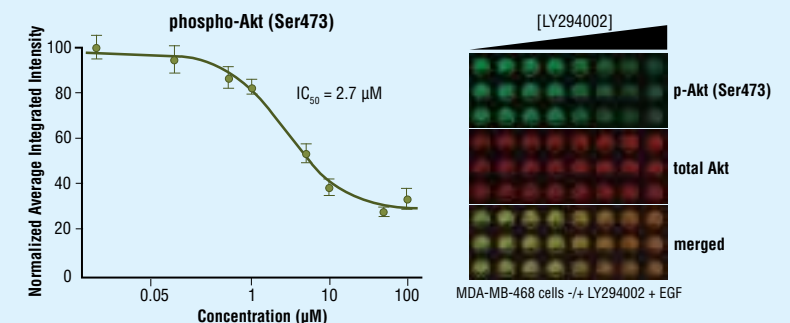 phospho-Akt (Ser473)
Normalized Average Integrated Intensity
100
80
60
40
20
0
IC50 = 2.7 µM
0.05
1
10
100
Concentration (µM)
[LY294002]
p-Akt (Ser473)
total Akt
merged
MDA-MB-468 cells -/+ LY294002 + EGF